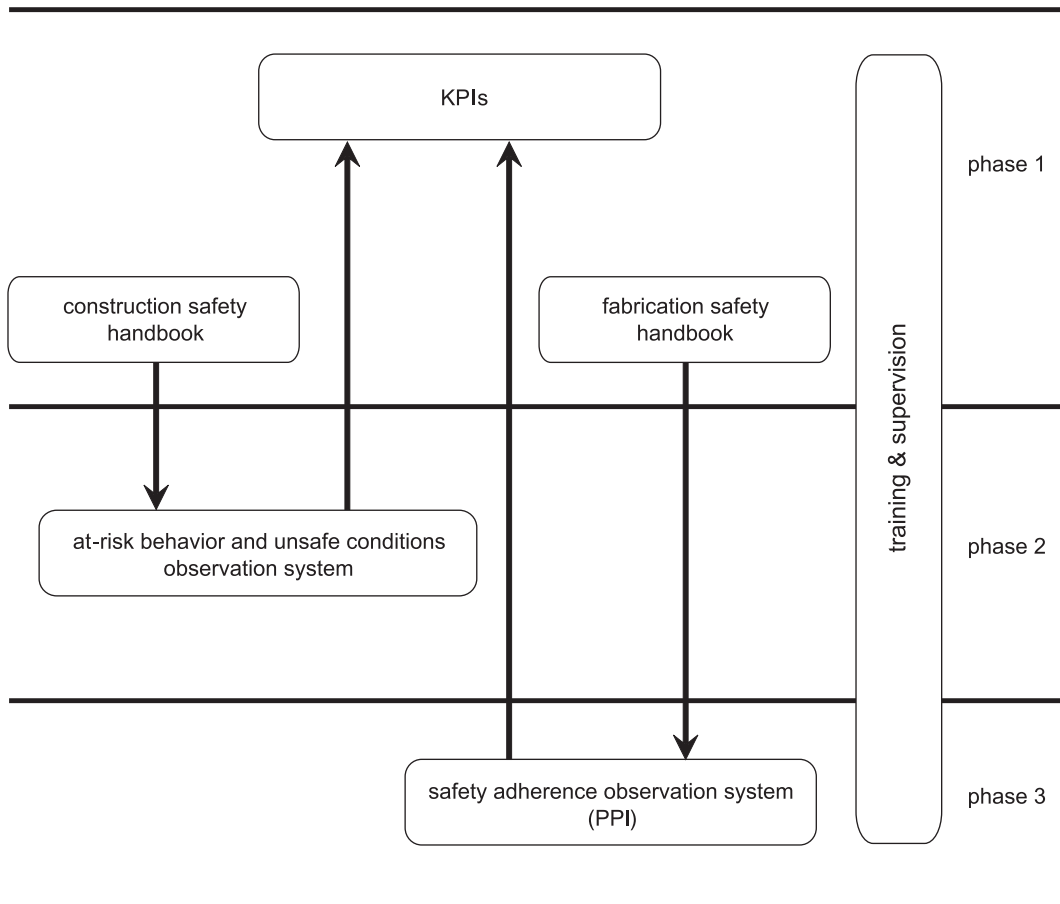 KPIs
phase 1
construction safety
handbook
fabrication safety
handbook
training & supervision
at-risk behavior and unsafe conditions
observation system
phase 2
safety adherence observation system
(PPI)
phase 3